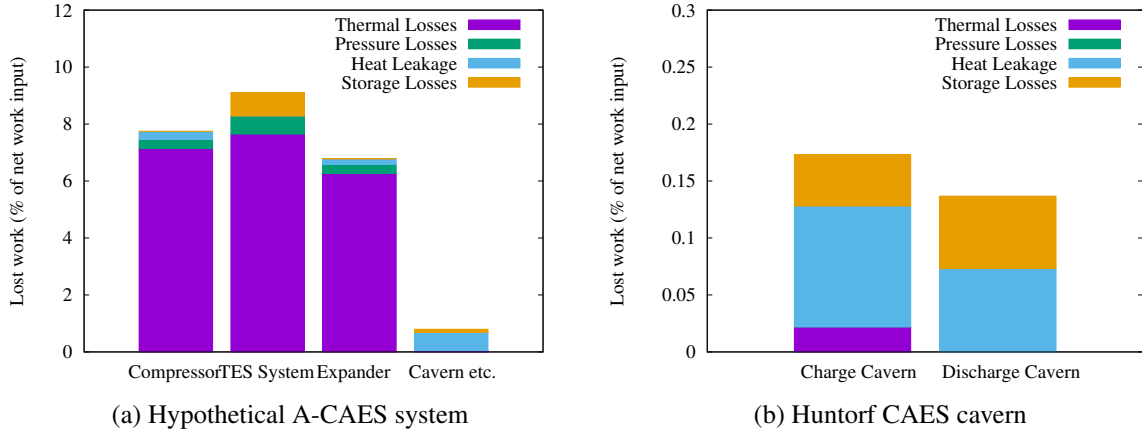 12
10
8
6
4
2
0
Lost work (% of net work input)
Thermal Losses
Pressure Losses
Heat Leakage
Storage Losses
Compressor TES System Expander Cavern etc.
(a) Hypothetical A-CAES system
0.3
0.25
0.2
0.15
0.1
0.05
0
Lost work (% of net work input)
Thermal Losses
Pressure Losses
Heat Leakage
Storage Losses
Charge Cavern Discharge Cavern
(b) Huntorf CAES cavern